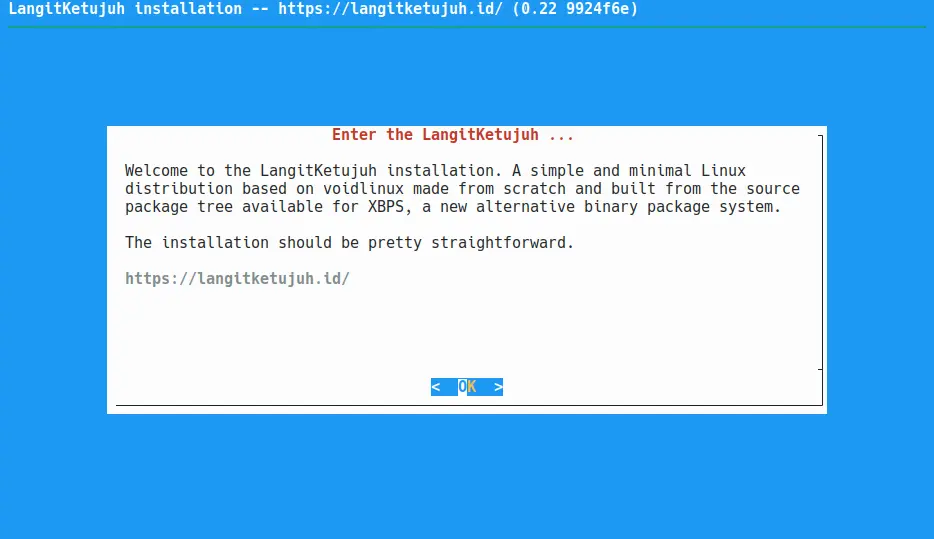 LangitKetujuh installation -- https://langitketujuh.id/ (0.22 9924f6e)
Enter the LangitKetujuh ...
Welcome to the LangitKetujuh installation. A simple and minimal Linux
distribution based on voidlinux made from scratch and built from the source
package tree available for XBPS, a new alternative binary package system.
The installation should be pretty straightforward.
https://langitketujuh.id/
<  OK  >